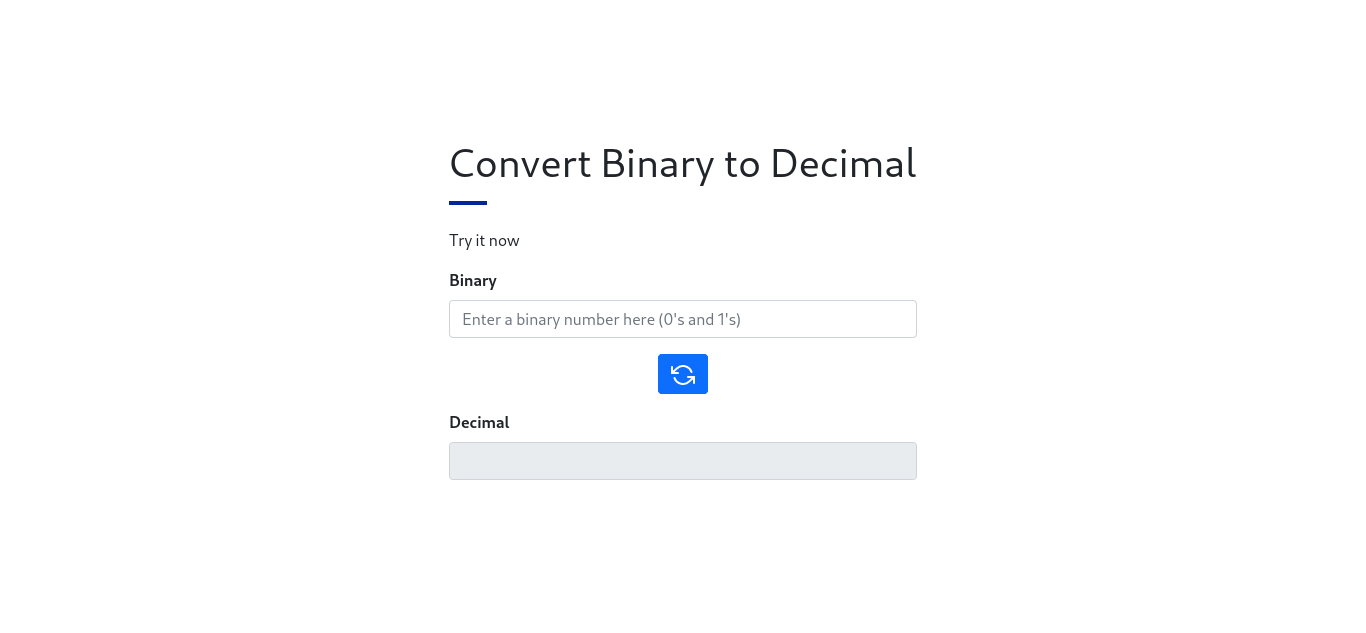 Convert Binary to Decimal
Try it now
Binary
Enter a binary number here (0's and 1's)
Decimal